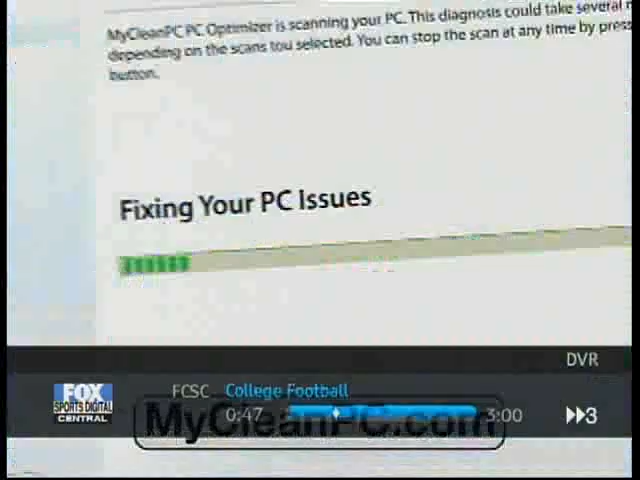 MyCleanPC PC Optimizer is scanning your PC. This diagnosis could take several
depending on the scans tou selected. You can stop the scan at any time by press
button.
Fixing Your PC Issues
DVR
FOX
SPORTS DIGITAL
CENTRAL
FCSC College Football
0:47 3:00 3
MyCleanPC.com